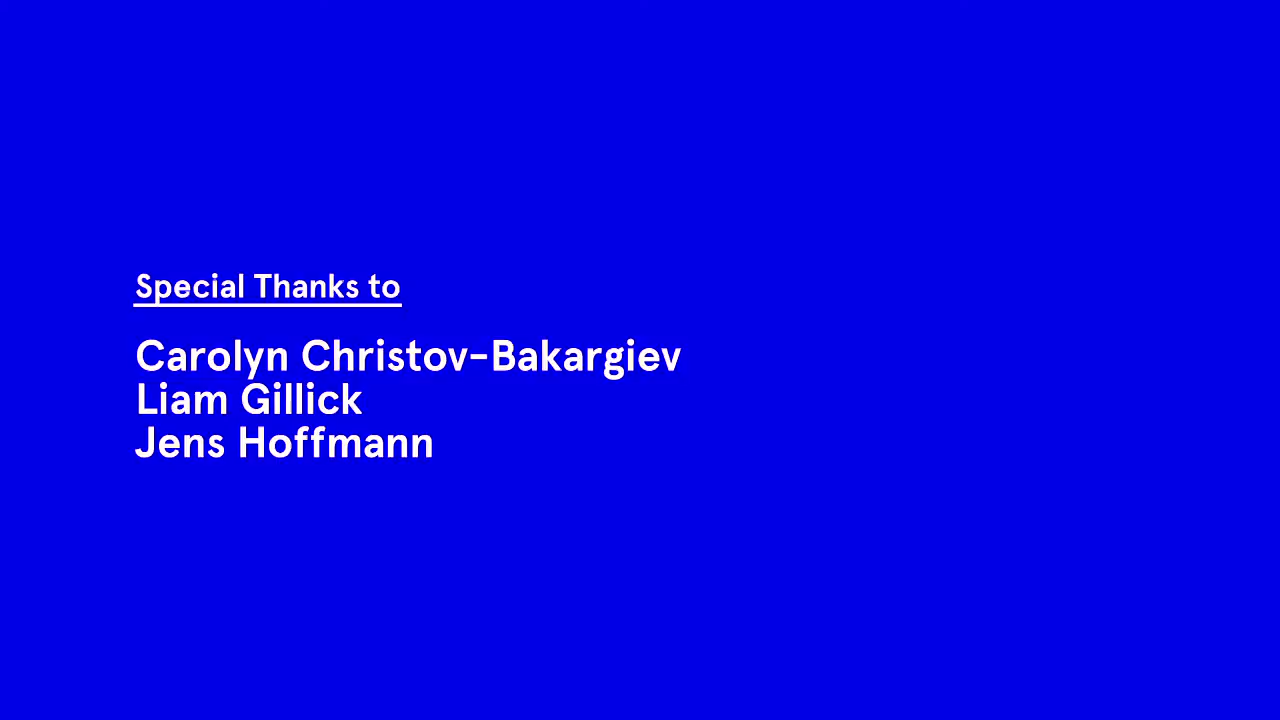 Special Thanks to
Carolyn Christov-Bakargiev
Liam Gillick
Jens Hoffmann